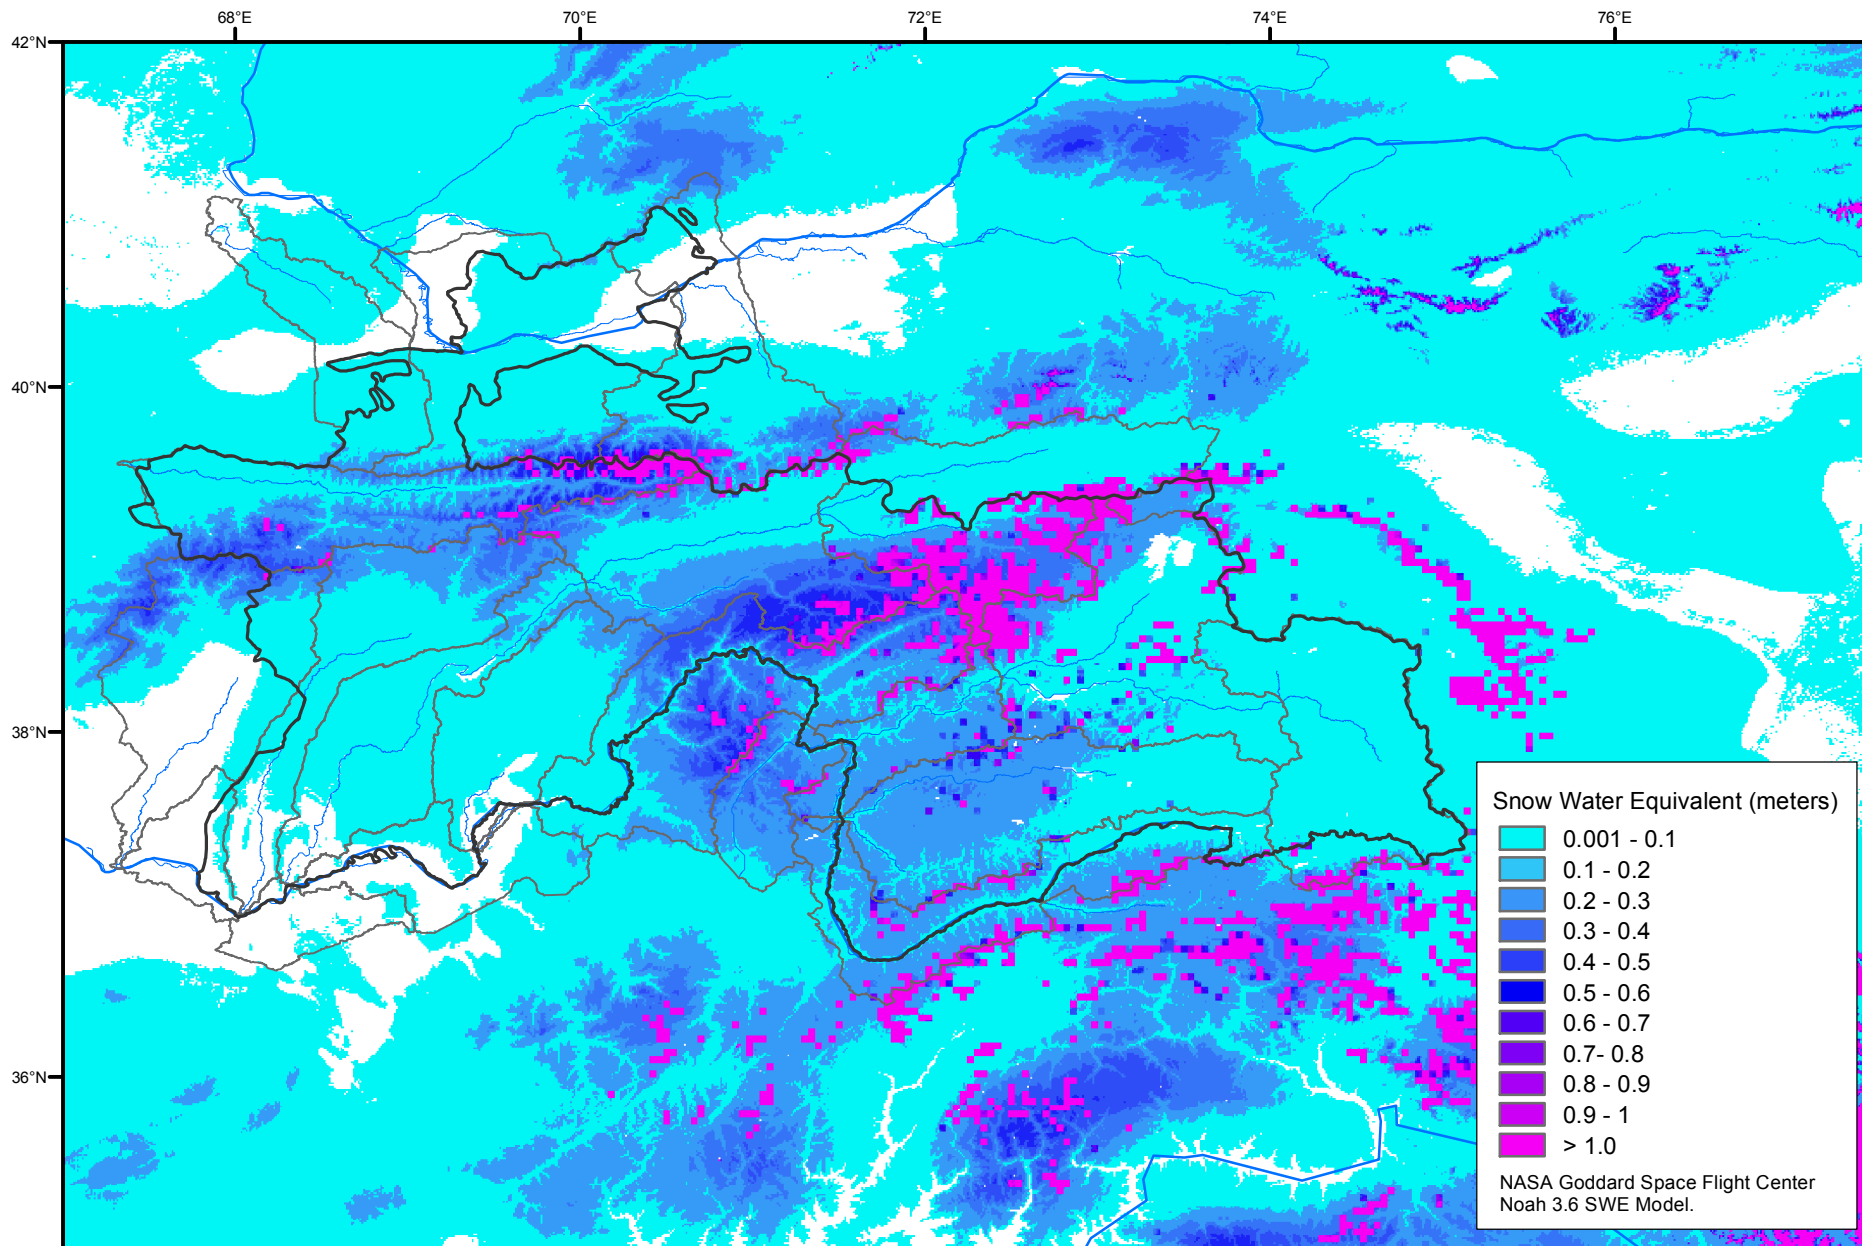 68°E 70°E 72°E 74°E 76°E
42°N
40°N
38°N
36°N
Snow Water Equivalent (meters)
0.001 - 0.1
0.1 - 0.2
0.2 - 0.3
0.3 - 0.4
0.4 - 0.5
0.5 - 0.6
0.6 - 0.7
0.7- 0.8
0.8 - 0.9
0.9 - 1
> 1.0
NASA Goddard Space Flight Center
Noah 3.6 SWE Model.